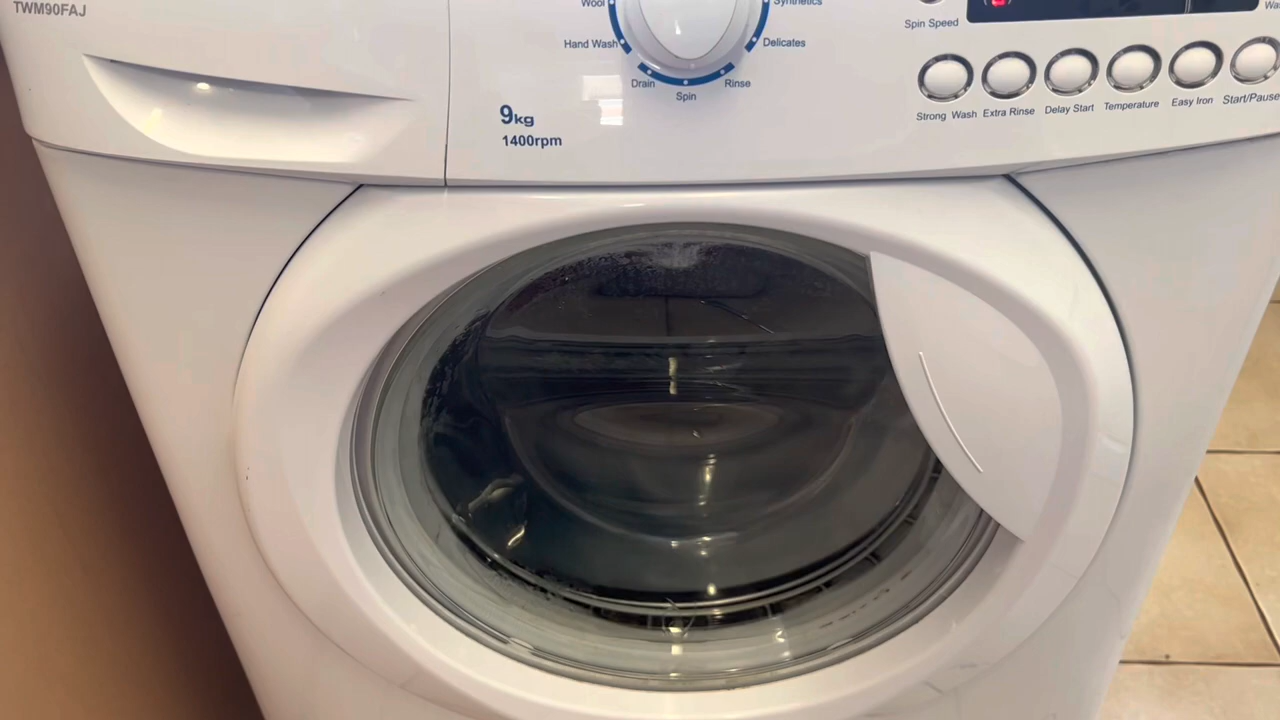 TWM90FAJ
Wool
Synthetics
Hand Wash
Delicates
Drain
Rinse
Spin
9kg
1400rpm
Spin Speed
Strong Wash
Extra Rinse
Delay Start
Temperature
Easy Iron
Start/Pause